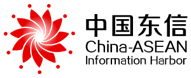 中国东信
China-ASEAN
Information Harbor